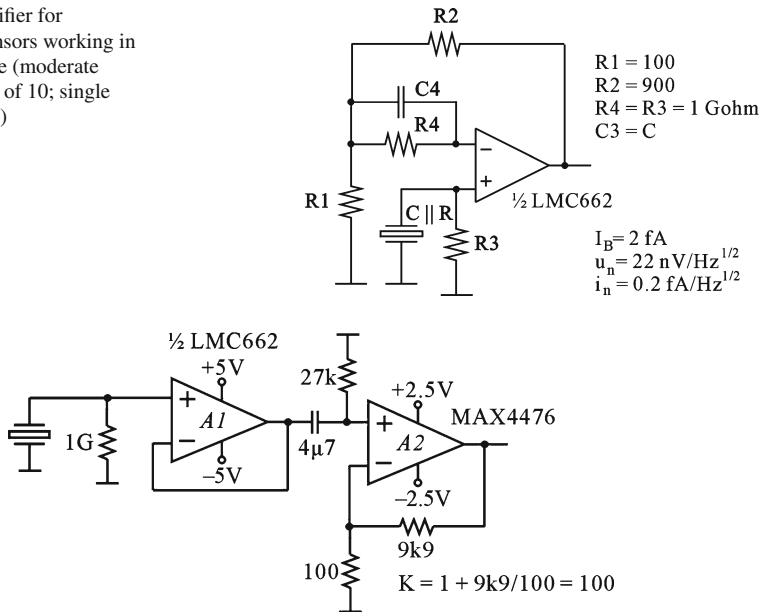 ifier for
nsors working in
e (moderate
of 10; single
)
R2
C4
R4
R1
C || R
R3
−
+
½ LMC662
R1 = 100
R2 = 900
R4 = R3 = 1 Gohm
C3 = C
I_B= 2 fA
u_n= 22 nV/Hz^1/2
i_n = 0.2 fA/Hz^1/2
½ LMC662
+5V
+
A1
−
−5V
1G
4µ7
27k
+2.5V
MAX4476
+
A2
−
−2.5V
9k9
100
K = 1 + 9k9/100 = 100